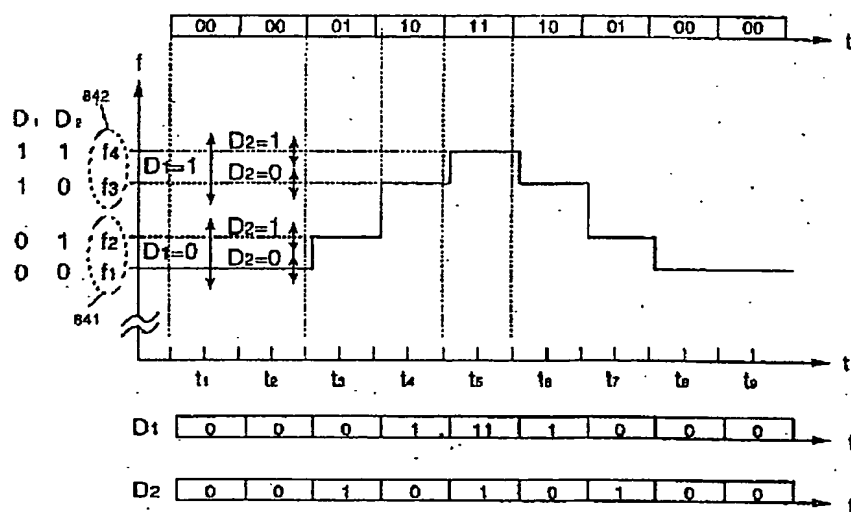 00 00 01 10 11 10 01 00 00 t
f
842
D1 D2
1 1 f4 D1=1 D2=1
1 0 f3 D2=0
0 1 f2 D1=0 D2=1
0 0 f1 D2=0
841
t
t1 t2 t3 t4 t5 t6 t7 t8 t9
D1 0 0 0 1 11 1 0 0 0 t
D2 0 0 1 0 1 0 1 0 0 t